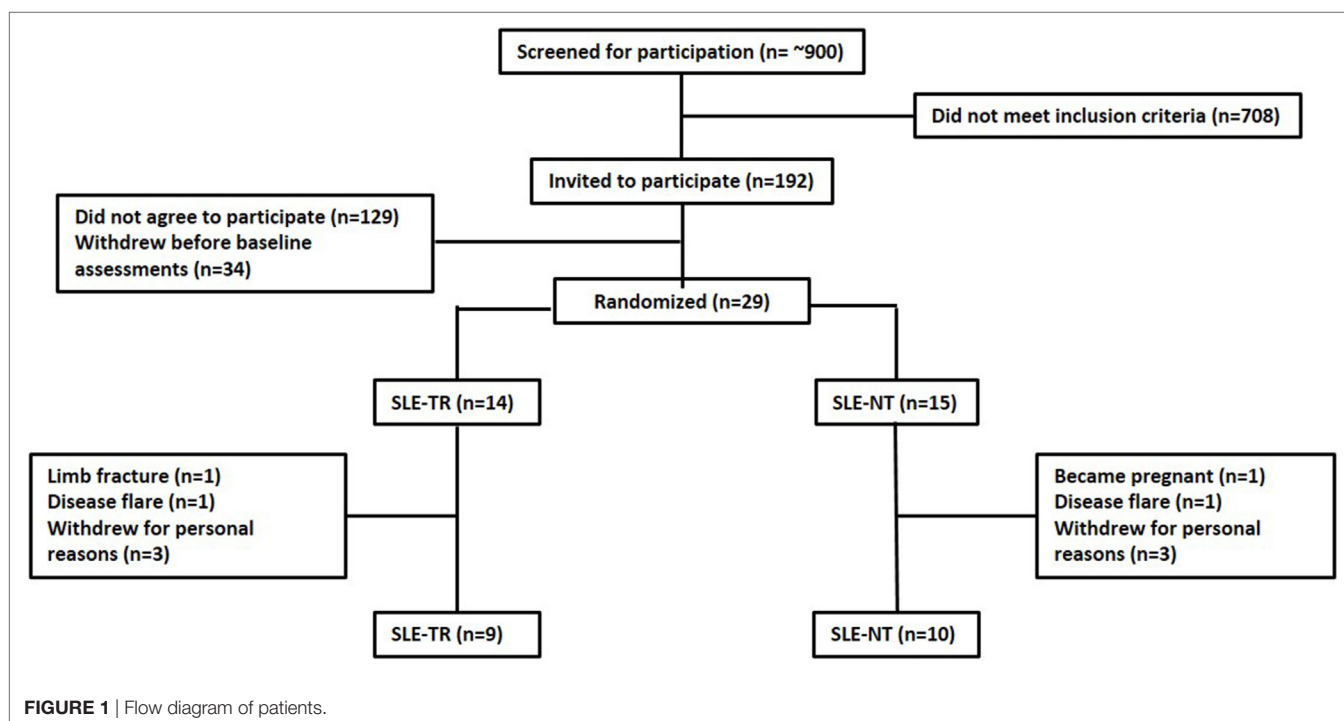 Screened for participation (n= ~900)
Did not meet inclusion criteria (n=708)
Invited to participate (n=192)
Did not agree to participate (n=129)
Withdrew before baseline
assessments (n=34)
Randomized (n=29)
SLE-TR (n=14)
SLE-NT (n=15)
Limb fracture (n=1)
Disease flare (n=1)
Withdrew for personal
reasons (n=3)
Became pregnant (n=1)
Disease flare (n=1)
Withdrew for personal
reasons (n=3)
SLE-TR (n=9)
SLE-NT (n=10)
FIGURE 1 | Flow diagram of patients.